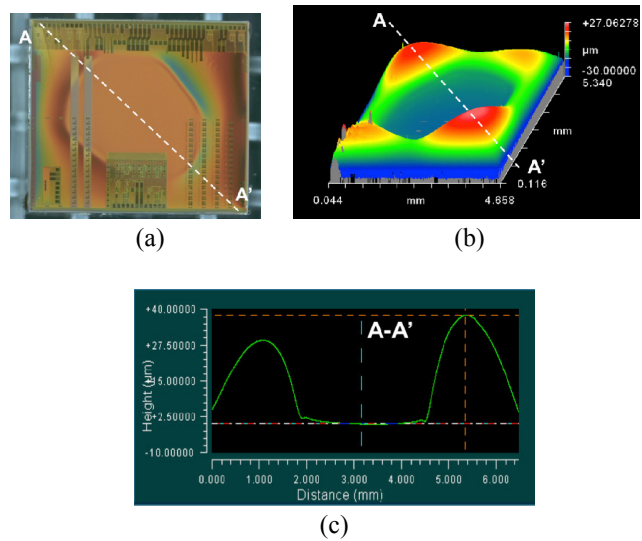 A
A'
(a)
A
A'
+27.06278
µm
-30.00000
5.340
mm
0.116
0.044
mm
4.658
(b)
A-A'
+40.00000
+27.50000
+15.00000
+2.50000
-10.00000
Height (µm)
0.000 1.000 2.000 3.000 4.000 5.000 6.000
Distance (mm)
(c)